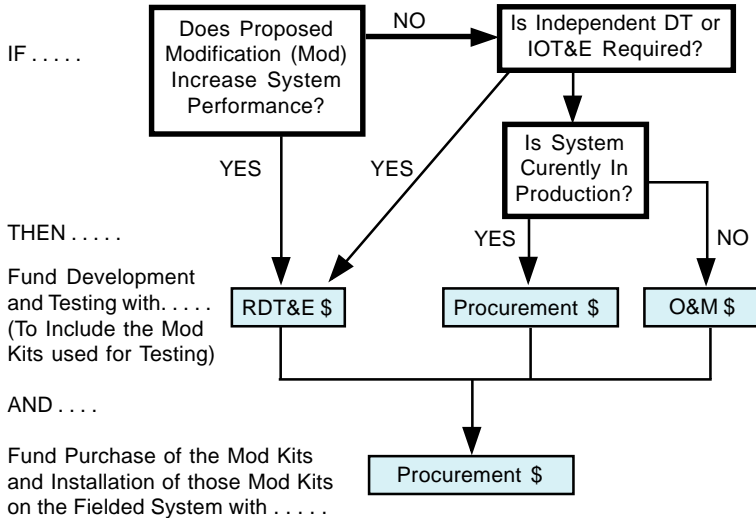 IF . . . . .
Does Proposed
Modification (Mod)
Increase System
Performance?
NO
Is Independent DT or
IOT&E Required?
YES
YES
Is System
Curently In
Production?
YES
NO
THEN . . . . .
Fund Development
and Testing with. . . . .
(To Include the Mod
Kits used for Testing)
RDT&E $
Procurement $
O&M $
AND . . . .
Fund Purchase of the Mod Kits
and Installation of those Mod Kits
on the Fielded System with . . . . .
Procurement $